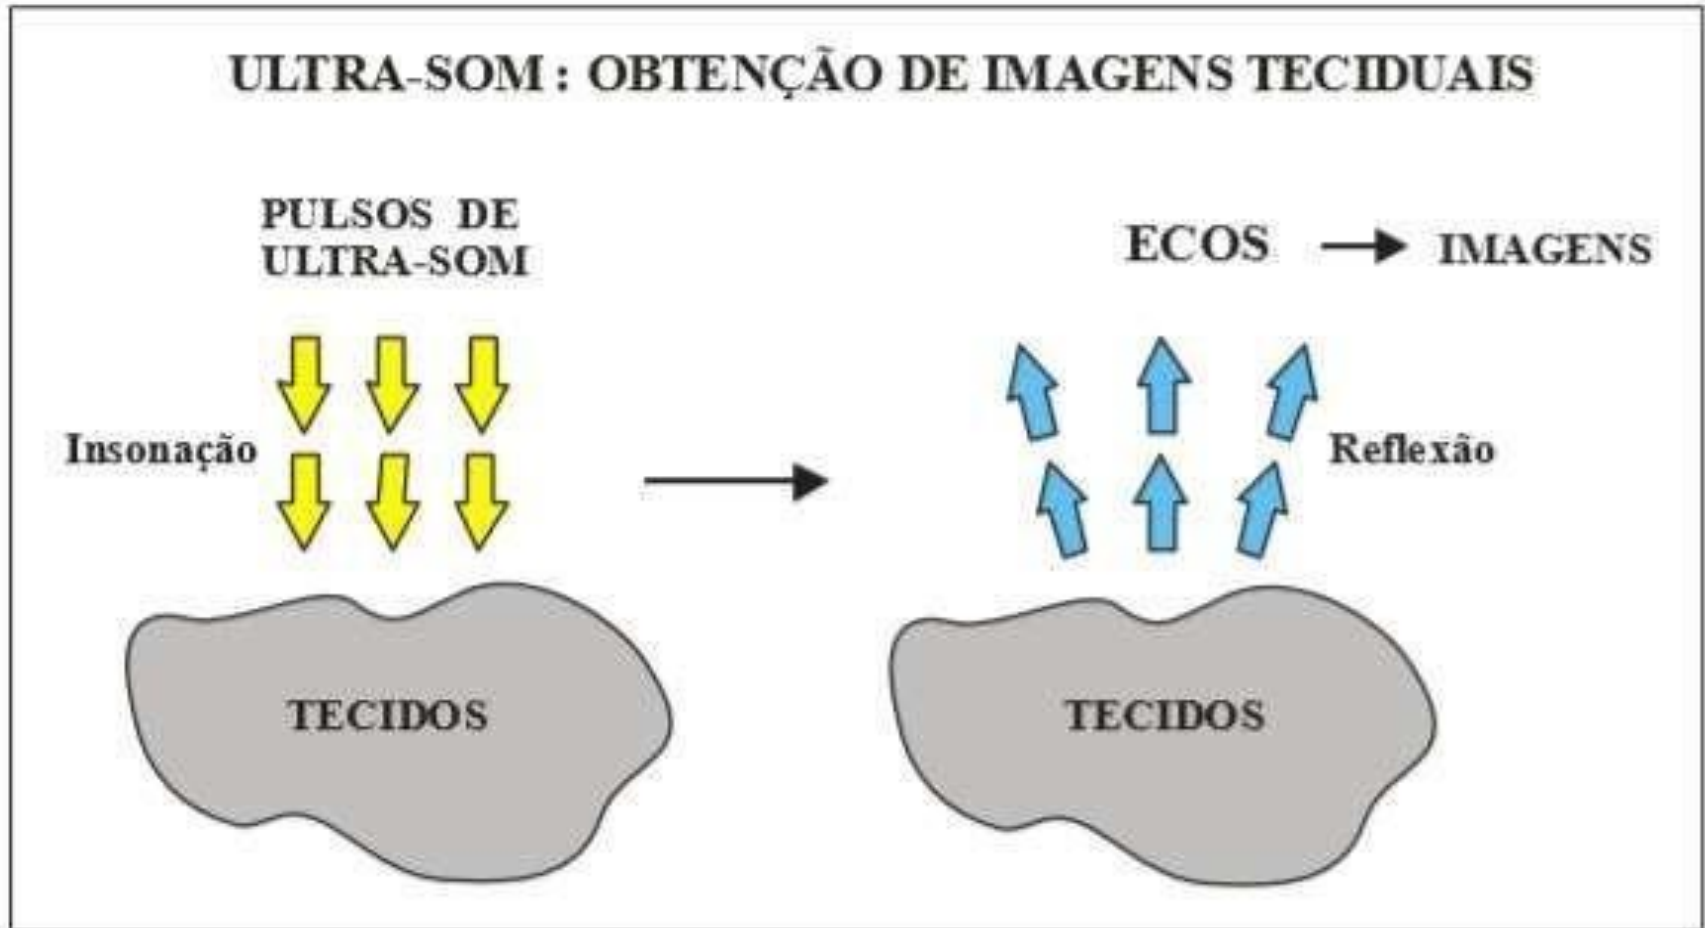 ULTRA-SOM : OBTENÇÃO DE IMAGENS TECIDUAIS
PULSOS DE
ULTRA-SOM
Insonação
TECIDOS
ECOS
IMAGENS
Reflexão
TECIDOS